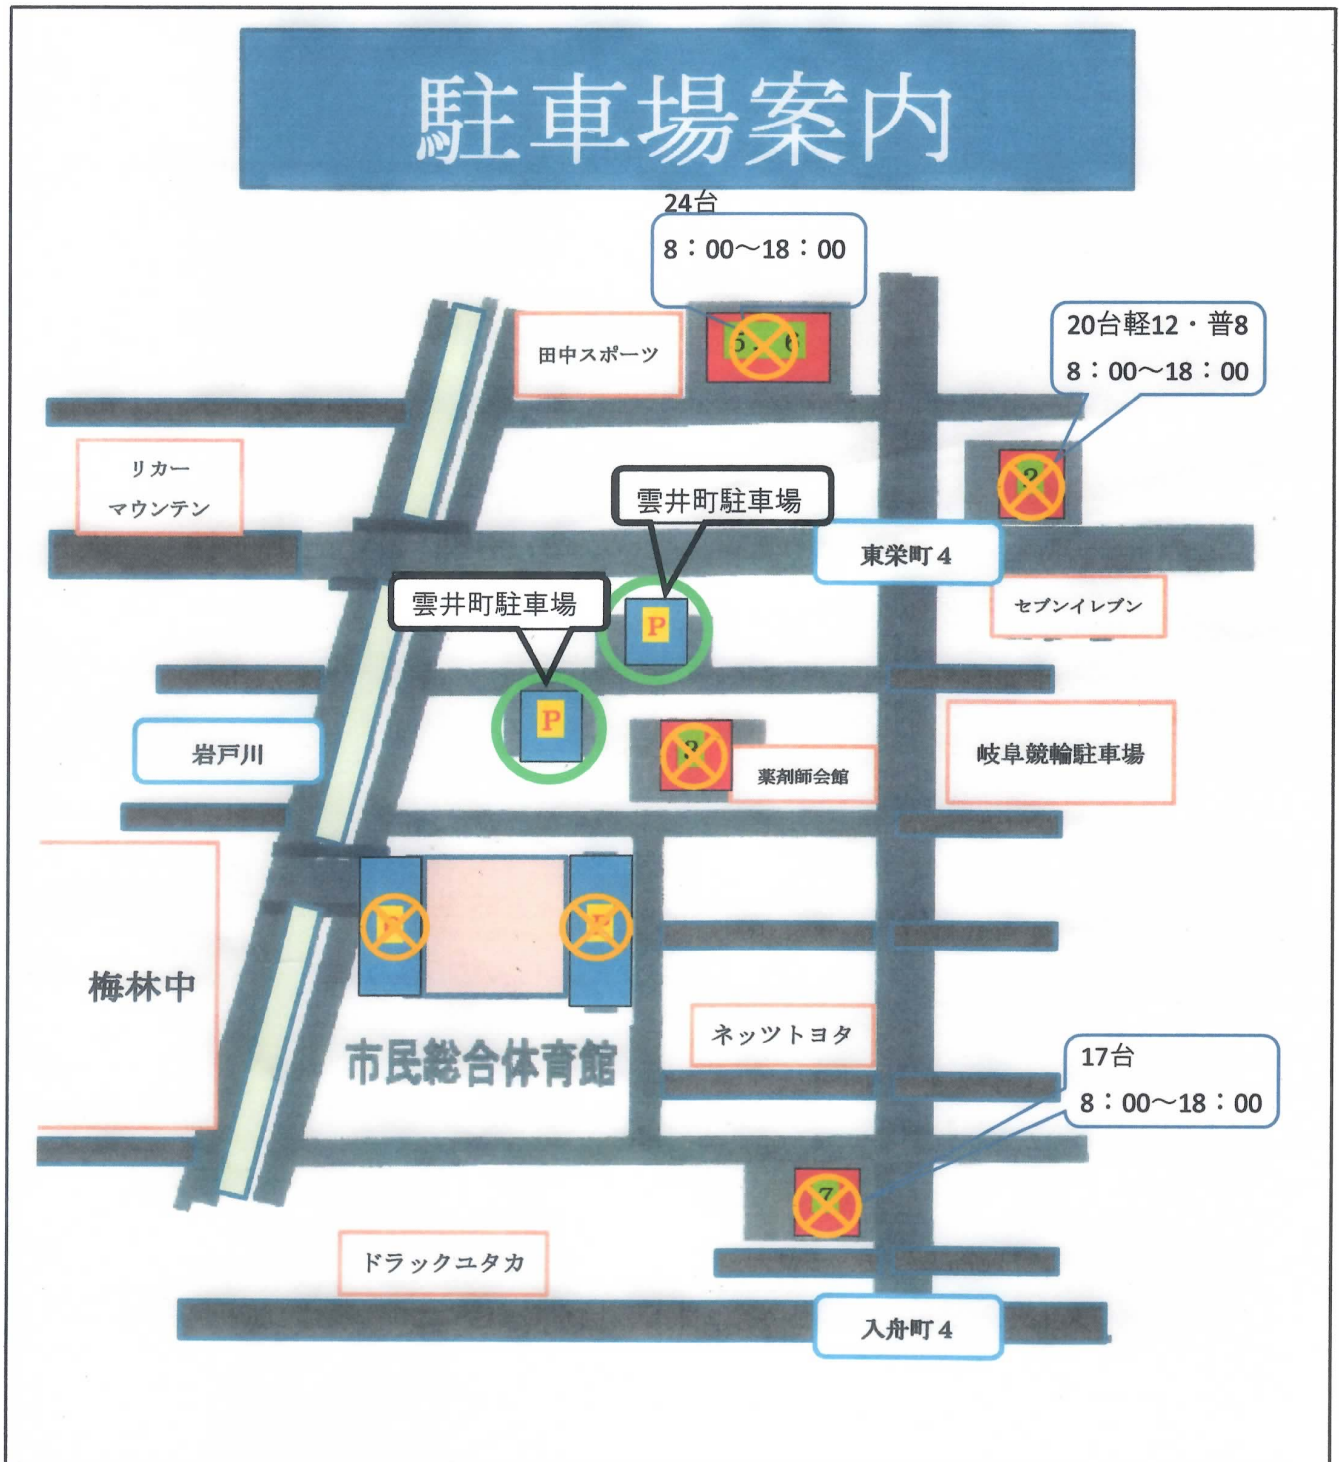 駐車場案内
24台
8：00～18：00
20台軽12・普8
8：00～18：00
田中スポーツ
5. 6
リカー
マウンテン
2
雲井町駐車場
東栄町4
雲井町駐車場
セブンイレブン
P
P
岩戸川
岐阜競輪駐車場
薬剤師会館
P
梅林中
ネッツトヨタ
市民総合体育館
17台
8：00～18：00
7
ドラックユタカ
入舟町4